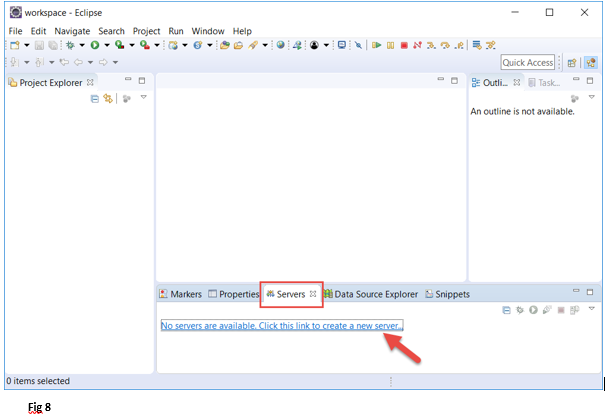 workspace - Eclipse
File Edit Navigate Search Project Run Window Help
Quick Access
Project Explorer
Outli...
Task...
An outline is not available.
Markers Properties Servers Data Source Explorer Snippets
No servers are available. Click this link to create a new server...
0 items selected
Fig 8